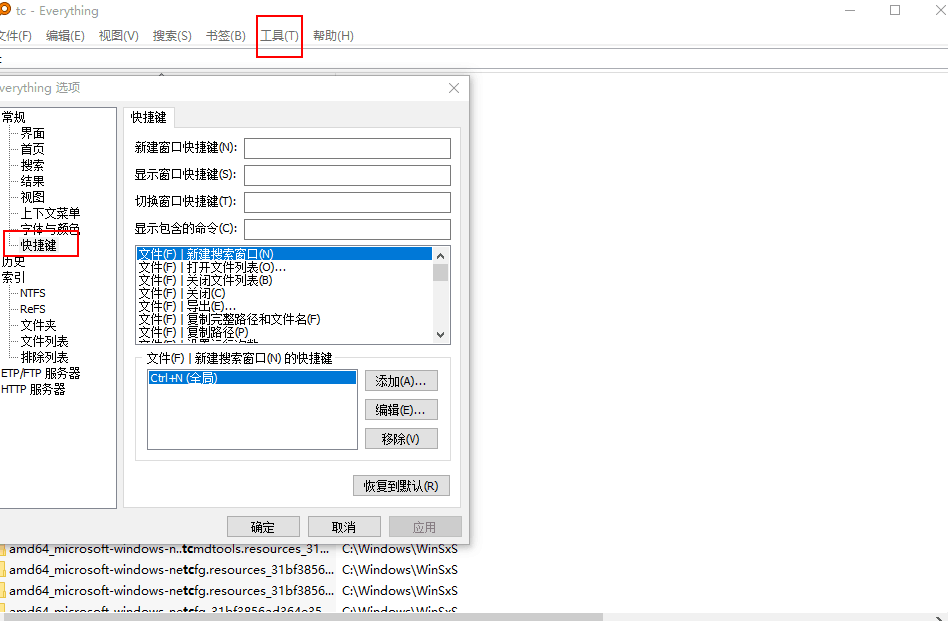 tc - Everything
文件(F) 编辑(E) 视图(V) 搜索(S) 书签(B) 工具(T) 帮助(H)
Everything 选项
常规
界面
首页
搜索
结果
视图
上下文菜单
字体与颜色
快捷键
历史
索引
NTFS
ReFS
文件夹
文件列表
排除列表
ETP/FTP 服务器
HTTP 服务器
快捷键
新建窗口快捷键(N):
显示窗口快捷键(S):
切换窗口快捷键(T):
显示包含的命令(C):
文件(F) | 新建搜索窗口(N)
文件(F) | 打开文件列表(O)...
文件(F) | 关闭文件列表(B)
文件(F) | 关闭(C)
文件(F) | 导出(E)...
文件(F) | 复制完整路径和文件名(F)
文件(F) | 复制路径(P)
文件(F) | 设置运行次数
文件(F) | 新建搜索窗口(N) 的快捷键
Ctrl+N (全局)
添加(A)...
编辑(E)...
移除(V)
恢复到默认(R)
确定 取消 应用
amd64_microsoft-windows-n..tcmdtools.resources_31... C:\Windows\WinSxS
amd64_microsoft-windows-netcfg.resources_31bf3856... C:\Windows\WinSxS
amd64_microsoft-windows-netcfg.resources_31bf3856... C:\Windows\WinSxS
amd64_microsoft-windows-netcfg_31bf3856ad364e35... C:\Windows\WinSxS